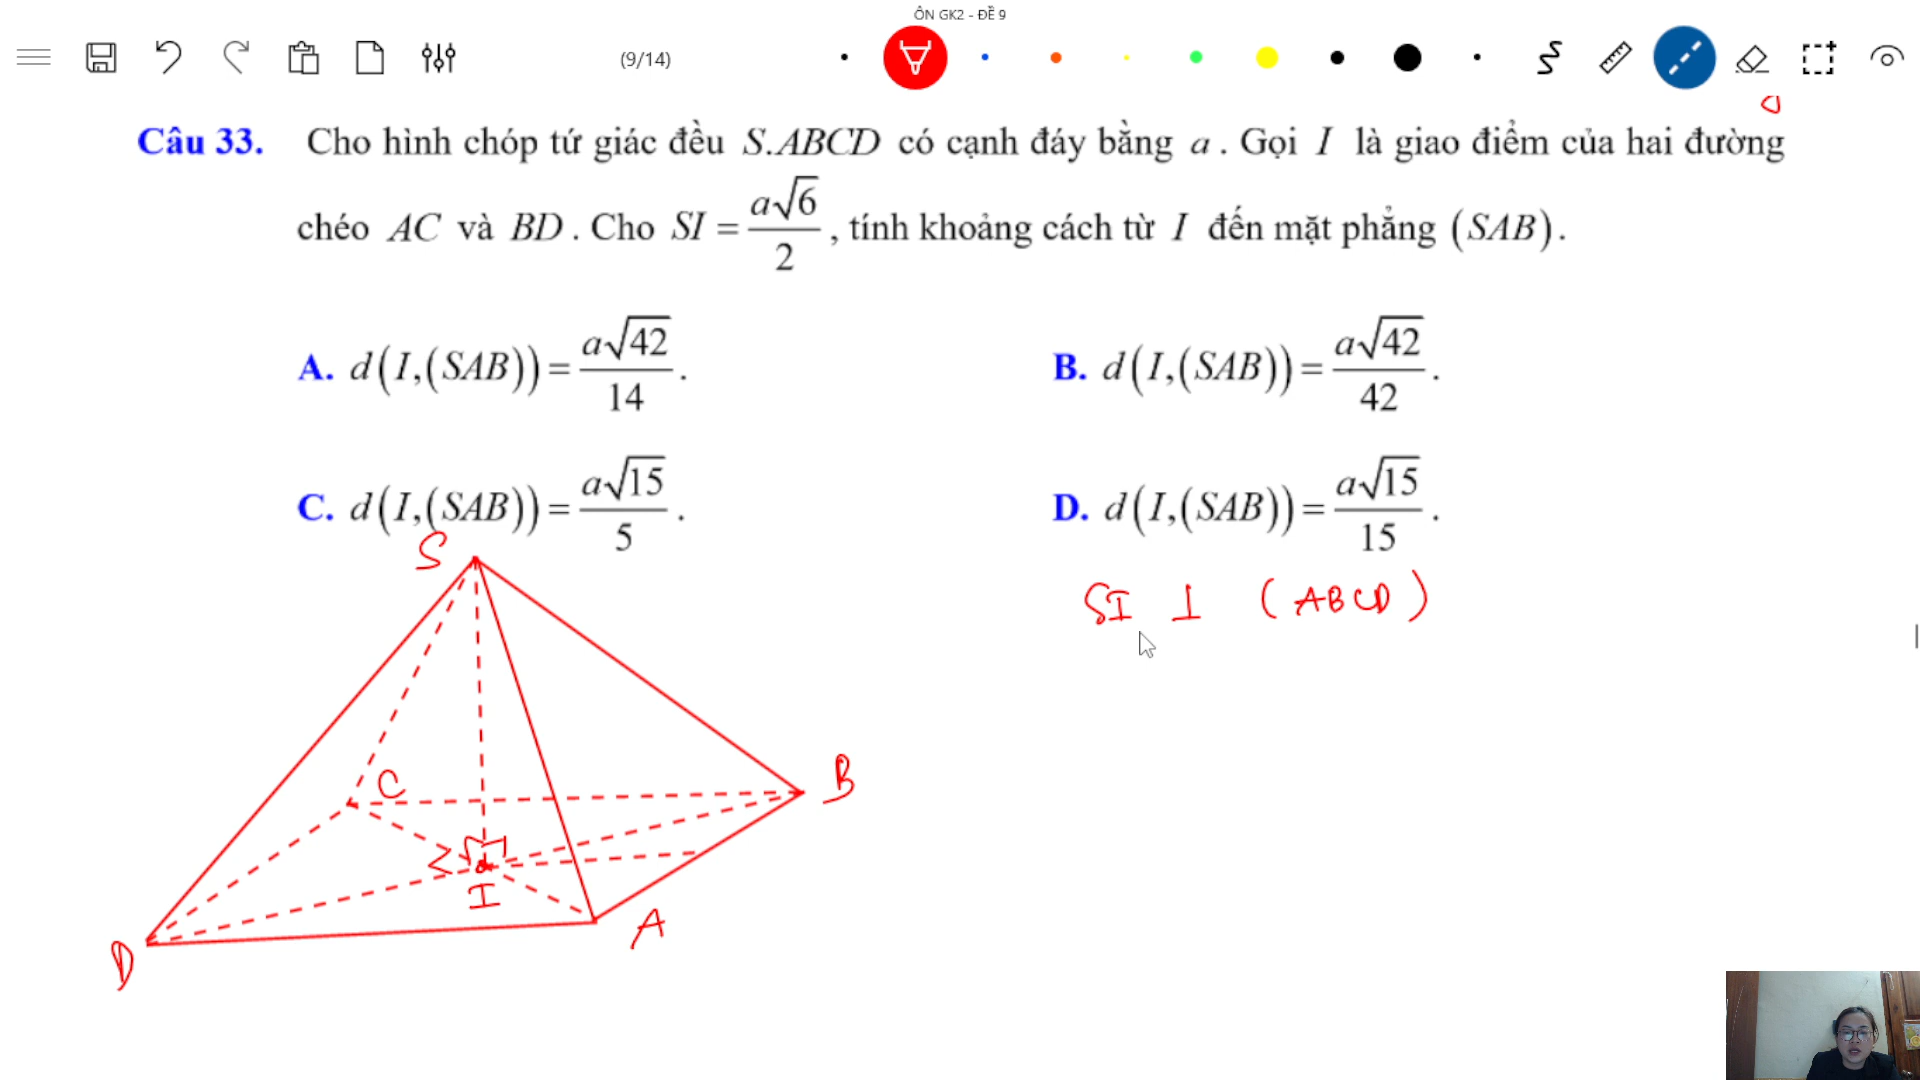 ÔN GK2 - ĐỀ 9
(9/14)
Câu 33. Cho hình chóp tứ giác đều S.ABCD có cạnh đáy bằng a. Gọi I là giao điểm của hai đường
chéo AC và BD. Cho SI = a√6/2, tính khoảng cách từ I đến mặt phẳng (SAB).
A. d(I,(SAB)) = a√42/14.
B. d(I,(SAB)) = a√42/42.
C. d(I,(SAB)) = a√15/5.
D. d(I,(SAB)) = a√15/15.
S
SI ⊥ (ABCD)
C
B
I
A
D